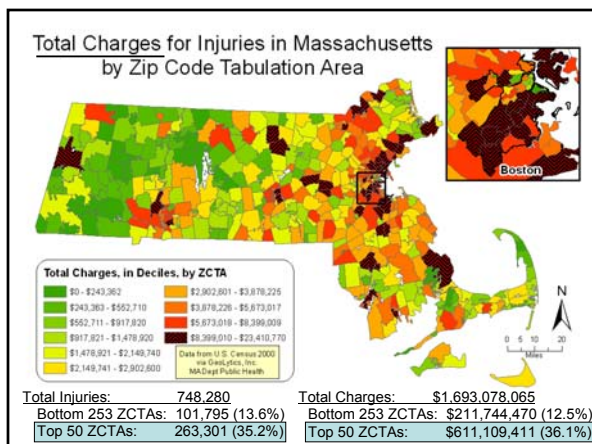 Total Charges for Injuries in Massachusetts
by Zip Code Tabulation Area
Boston
Total Charges, in Deciles, by ZCTA
$0 - $243,362
$243,363 - $552,710
$552,711 - $917,820
$917,821 - $1,478,920
$1,478,921 - $2,149,740
$2,149,741 - $2,902,600
$2,902,601 - $3,878,225
$3,878,226 - $5,673,017
$5,673,018 - $8,399,009
$8,399,010 - $23,410,770
Data from U.S. Census 2000
via GeoLytics, Inc.
MA Dept Public Health
N
0 5 10 20
Miles
Total Injuries: 748,280
Bottom 253 ZCTAs: 101,795 (13.6%)
Top 50 ZCTAs: 263,301 (35.2%)
Total Charges: $1,693,078,065
Bottom 253 ZCTAs: $211,744,470 (12.5%)
Top 50 ZCTAs: $611,109,411 (36.1%)